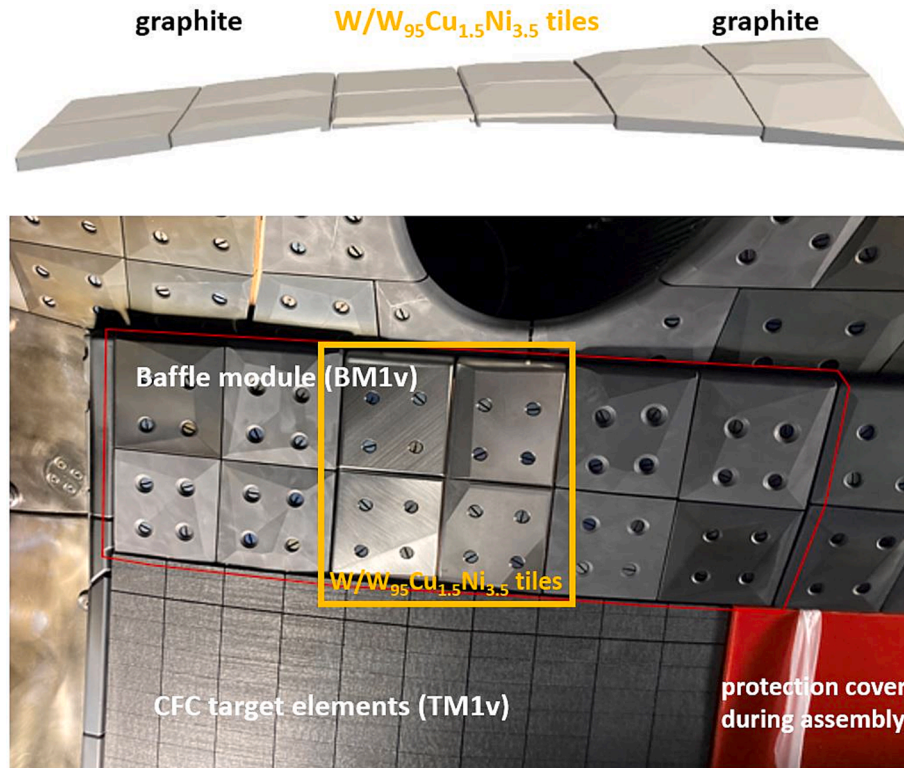 graphite W/W₉₅Cu₁.₅Ni₃.₅ tiles graphite
Baffle module (BM1v)
W/W₉₅Cu₁.₅Ni₃.₅ tiles
CFC target elements (TM1v)
protection cover
during assembly